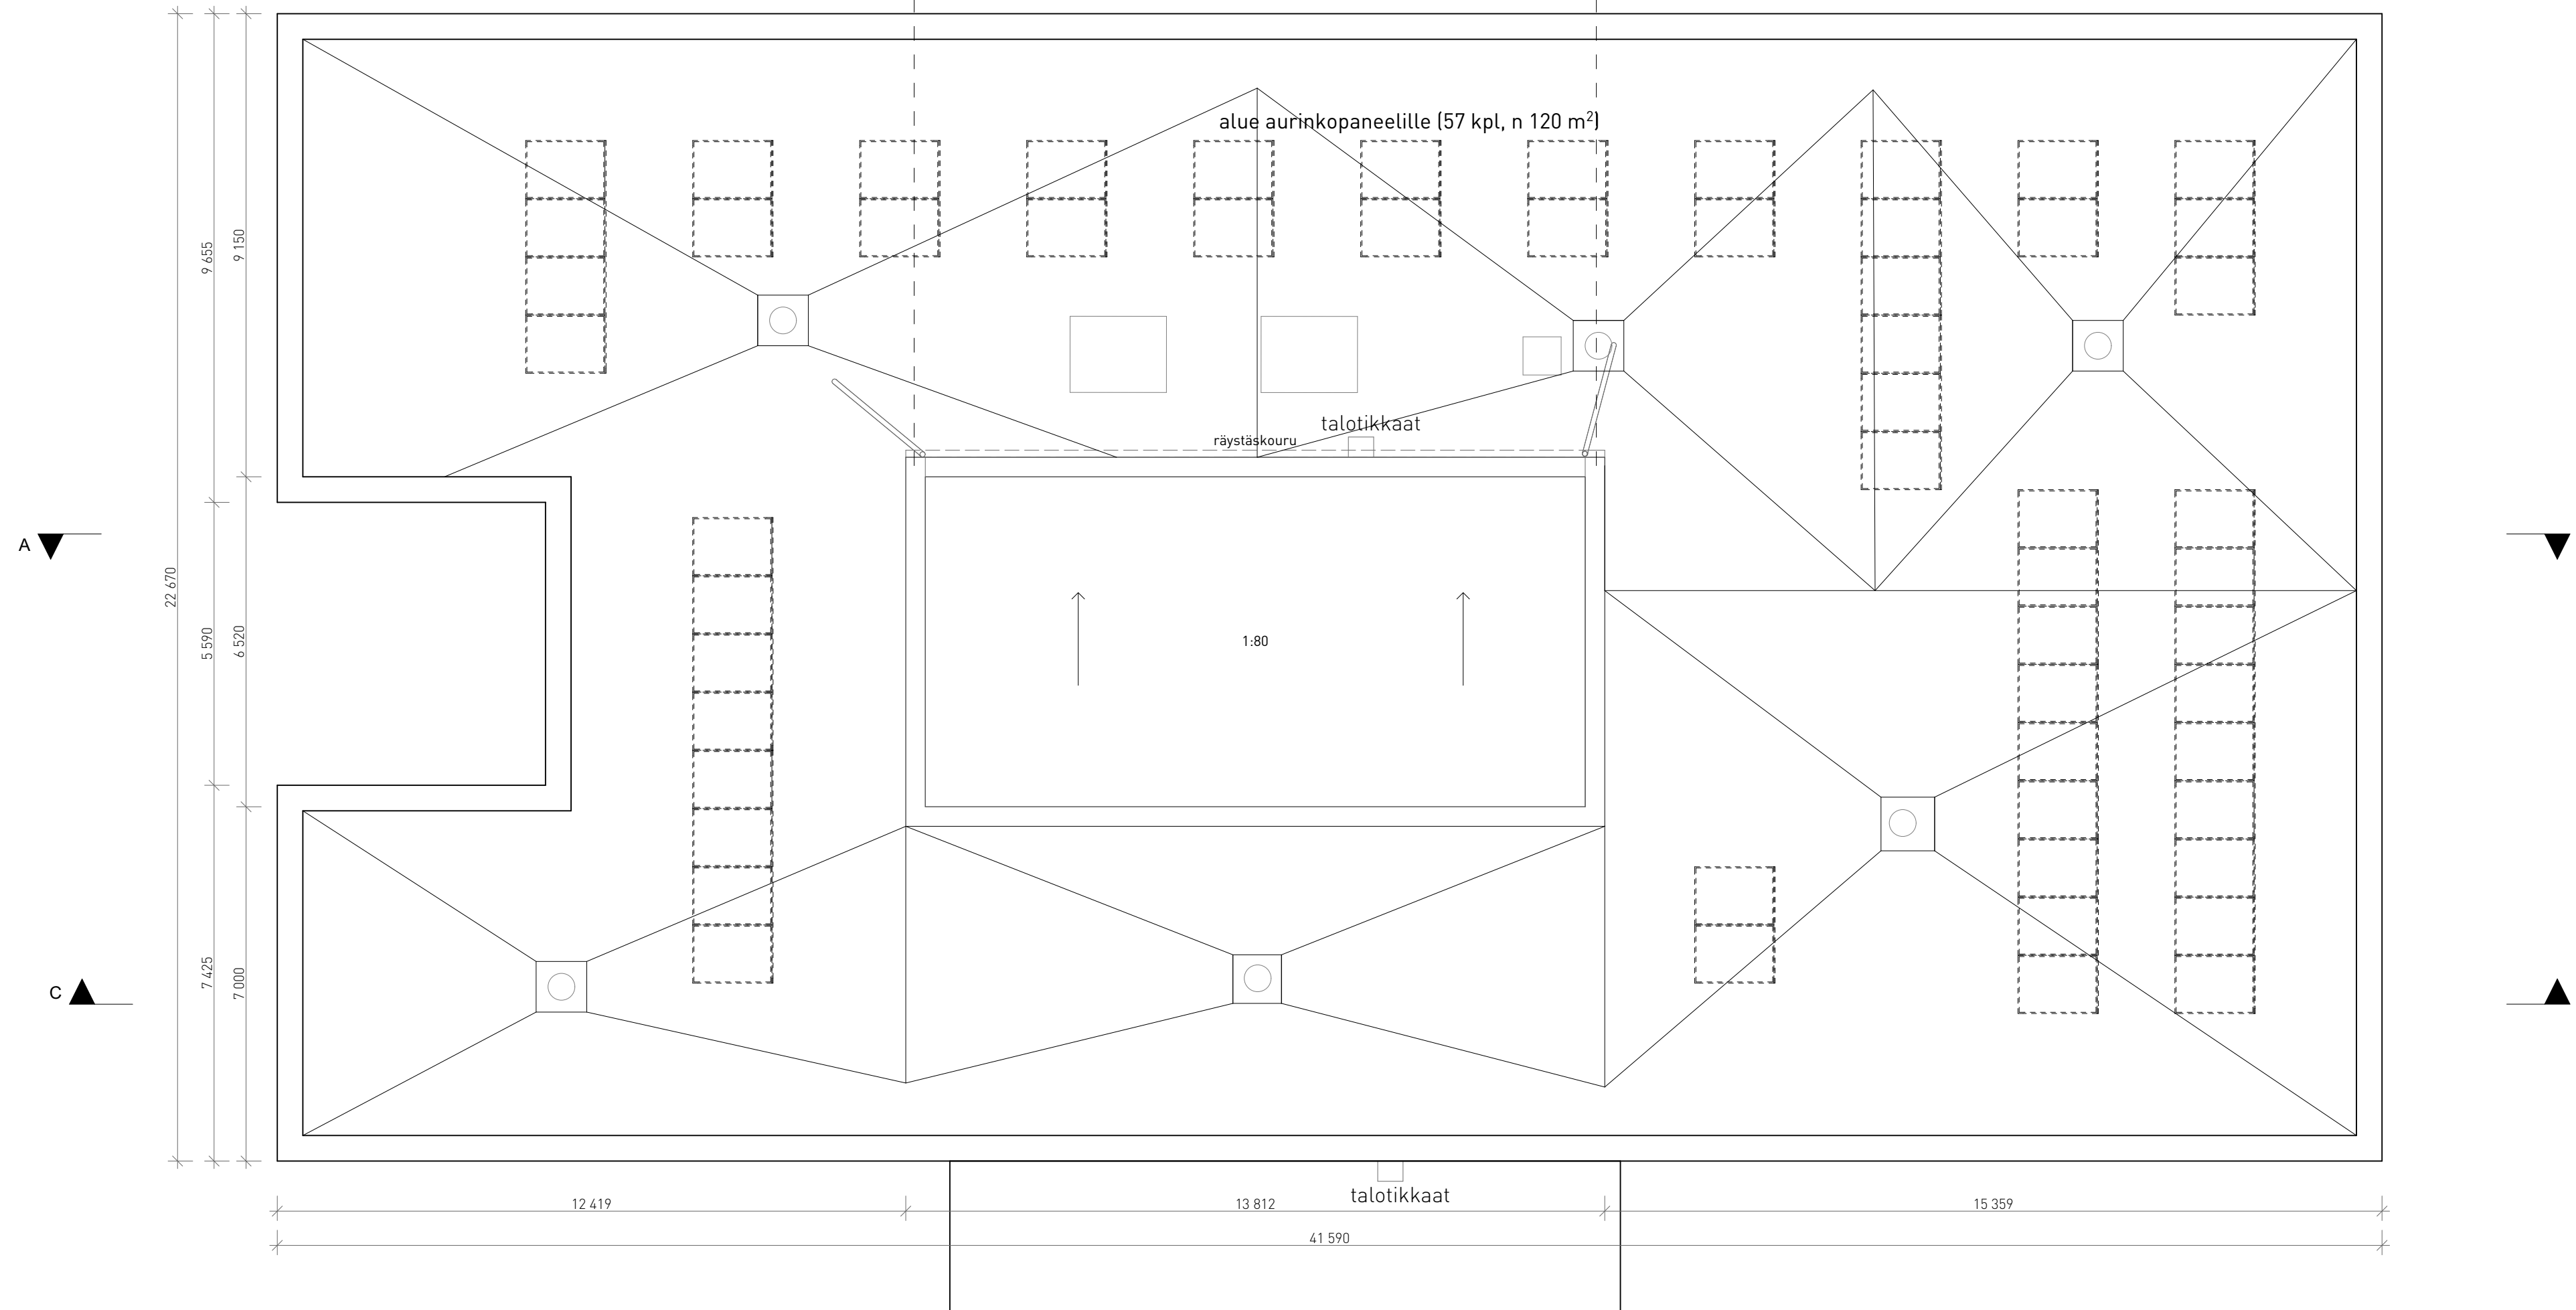 alue aurinkopaneelille (57 kpl, n 120 m²)
9 655
9 150
talotikkaat
räystäskouru
A
22 670
5 590
6 520
1:80
C
7 425
7 000
talotikkaat
12 419
13 812
15 359
41 590